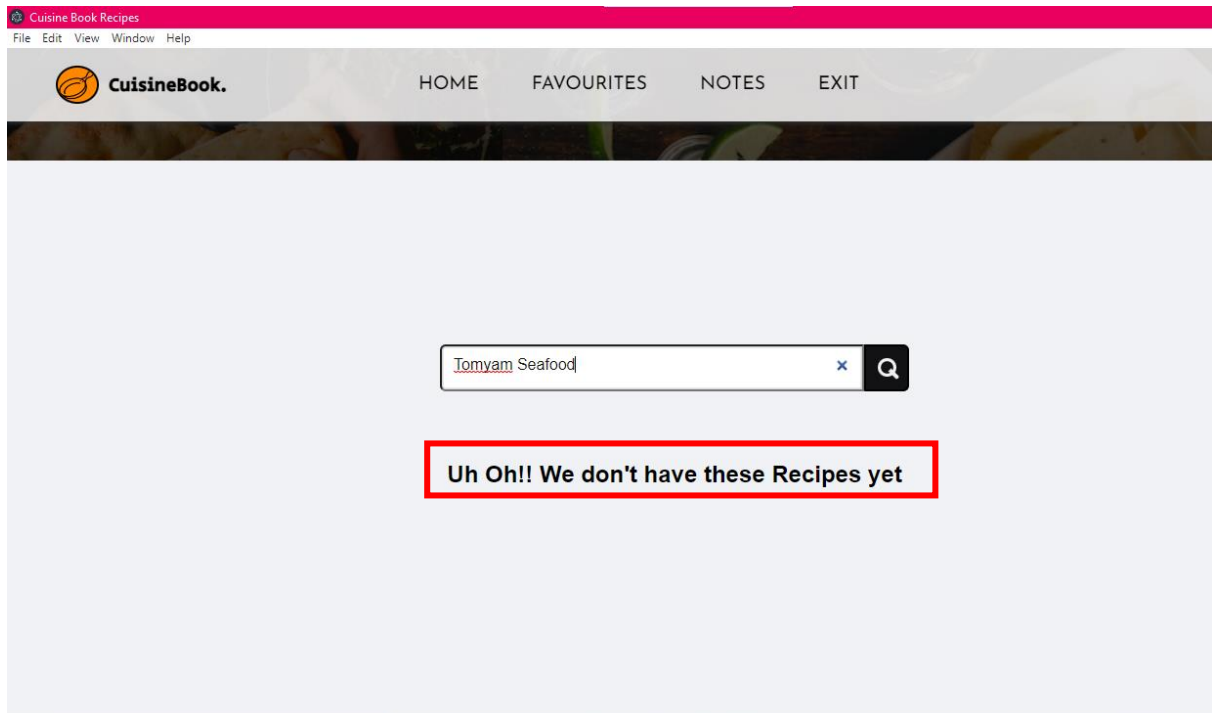 Cuisine Book Recipes
File Edit View Window Help
CuisineBook. HOME FAVOURITES NOTES EXIT
Tomyam Seafood
Uh Oh!! We don't have these Recipes yet